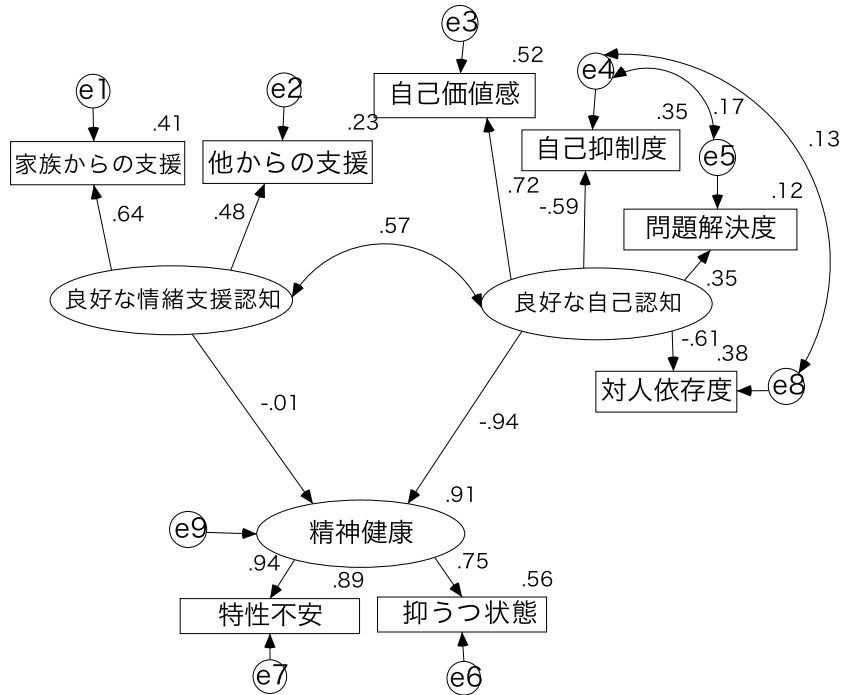 e3
.52
e1
e2
e4
自己価値感
.41
.23
.35
.17
.13
家族からの支援
他からの支援
自己抑制度
e5
.12
.64
.48
.72
-.59
問題解決度
.57
良好な情緒支援認知
良好な自己認知
.35
-.61
.38
対人依存度
e8
-.01
-.94
.91
e9
精神健康
.94
.89
.75
.56
特性不安
抑うつ状態
e7
e6